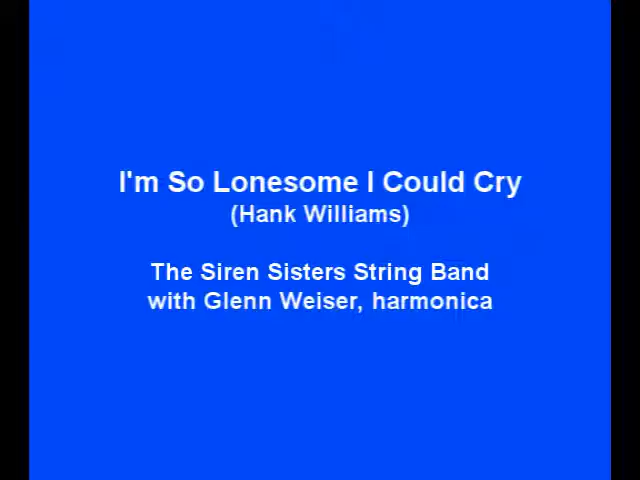 I'm So Lonesome I Could Cry
(Hank Williams)
The Siren Sisters String Band
with Glenn Weiser, harmonica